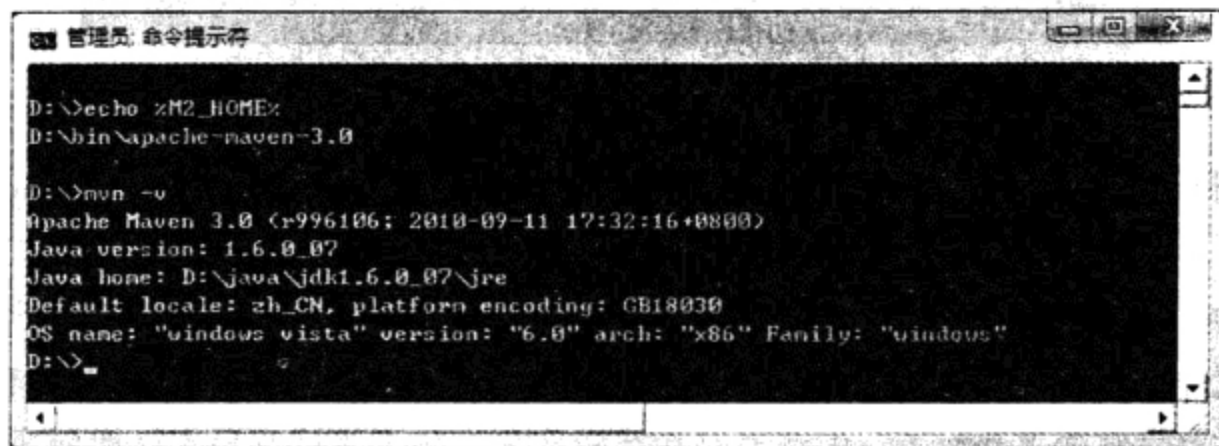 管理员: 命令提示符
D:\>echo %M2_HOME%
D:\bin\apache-maven-3.0
D:\>mvn -v
Apache Maven 3.0 (r996106; 2010-09-11 17:32:16+0800)
Java version: 1.6.0_07
Java home: D:\java\jdk1.6.0_07\jre
Default locale: zh_CN, platform encoding: GB18030
OS name: "windows vista" version: "6.0" arch: "x86" Family: "windows"
D:\>